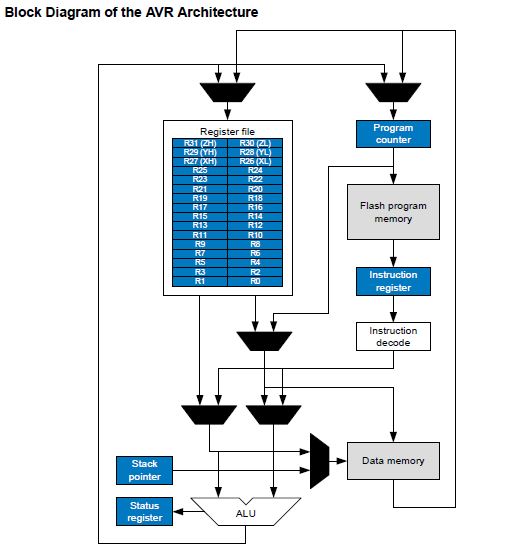 Block Diagram of the AVR Architecture
Register file
R31 (ZH) R30 (ZL)
R29 (YH) R28 (YL)
R27 (XH) R26 (XL)
R25 R24
R23 R22
R21 R20
R19 R18
R17 R16
R15 R14
R13 R12
R11 R10
R9 R8
R7 R6
R5 R4
R3 R2
R1 R0
Program
counter
Flash program
memory
Instruction
register
Instruction
decode
Data memory
Stack
pointer
Status
register
ALU